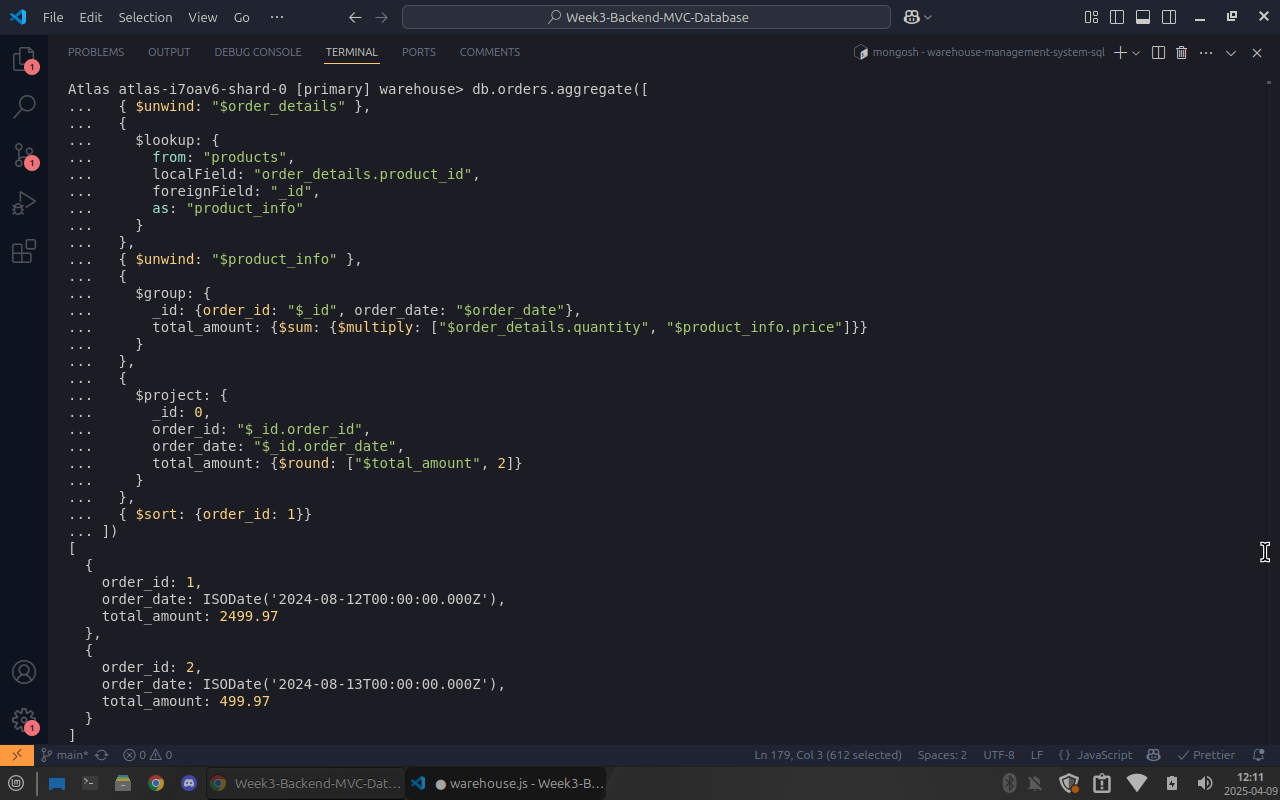 File Edit Selection View Go ··· Week3-Backend-MVC-Database
PROBLEMS OUTPUT DEBUG CONSOLE TERMINAL PORTS COMMENTS mongosh - warehouse-management-system-sql
Atlas atlas-i7oav6-shard-0 [primary] warehouse> db.orders.aggregate([
...   { $unwind: "$order_details" },
...   {
...     $lookup: {
...       from: "products",
...       localField: "order_details.product_id",
...       foreignField: "_id",
...       as: "product_info"
...     }
...   },
...   { $unwind: "$product_info" },
...   {
...     $group: {
...       _id: {order_id: "$_id", order_date: "$order_date"},
...       total_amount: {$sum: {$multiply: ["$order_details.quantity", "$product_info.price"]}}
...     }
...   },
...   {
...     $project: {
...       _id: 0,
...       order_id: "$_id.order_id",
...       order_date: "$_id.order_date",
...       total_amount: {$round: ["$total_amount", 2]}
...     }
...   },
...   { $sort: {order_id: 1}}
... ])
[
  {
    order_id: 1,
    order_date: ISODate('2024-08-12T00:00:00.000Z'),
    total_amount: 2499.97
  },
  {
    order_id: 2,
    order_date: ISODate('2024-08-13T00:00:00.000Z'),
    total_amount: 499.97
  }
]
1
1
1
main* 0 0 Ln 179, Col 3 (612 selected) Spaces: 2 UTF-8 LF {} JavaScript Prettier
Week3-Backend-MVC-Dat... ● warehouse.js - Week3-B... 12:11
2025-04-09